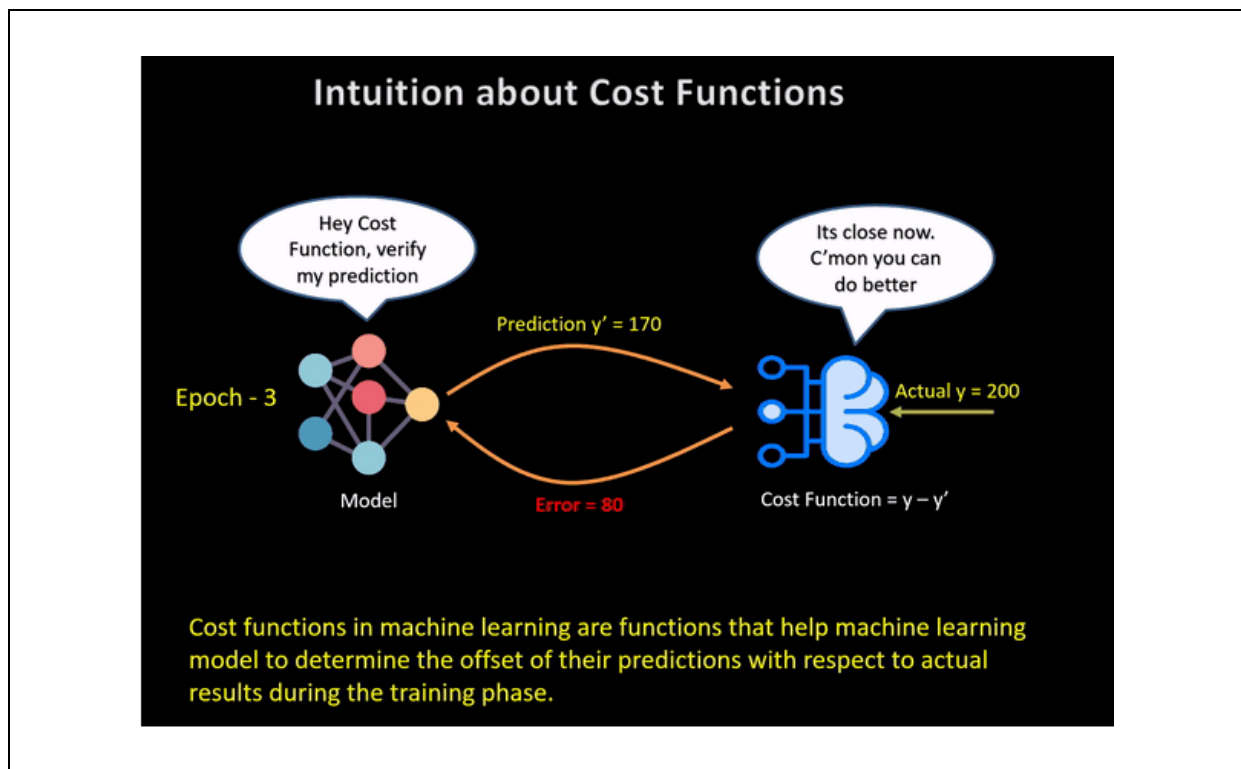 Intuition about Cost Functions
Hey Cost
Function, verify
my prediction
Its close now.
C’mon you can
do better
Prediction y’ = 170
Epoch - 3
Actual y = 200
Model
Error = 80
Cost Function = y – y’
Cost functions in machine learning are functions that help machine learning
model to determine the offset of their predictions with respect to actual
results during the training phase.